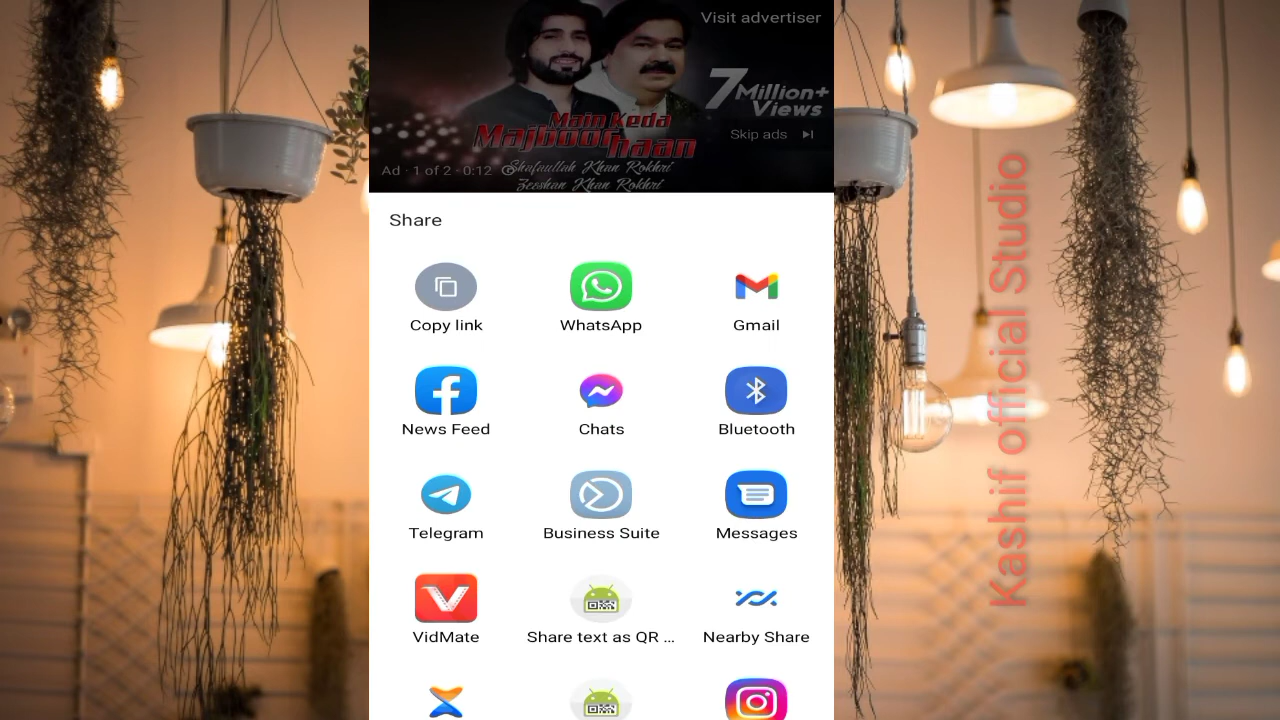 Visit advertiser
7 Million+
Views
Main Keda
Majboor haan
Skip ads
Ad · 1 of 2 · 0:12
Shafaullah Khan Rokhri
Zeeshan Khan Rokhri
Share
Copy link
WhatsApp
Gmail
News Feed
Chats
Bluetooth
Telegram
Business Suite
Messages
VidMate
Share text as QR ...
Nearby Share
Kashif official Studio